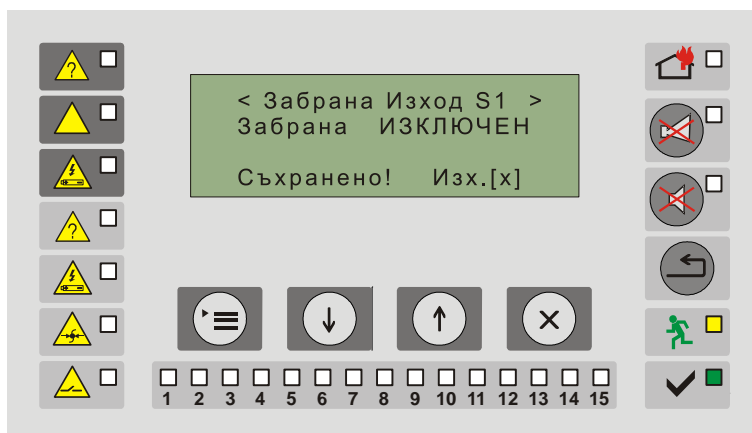 < Забрана Изход S1 >
Забрана ИЗКЛЮЧЕН
Съхранено! Изх.[x]
1 2 3 4 5 6 7 8 9 10 11 12 13 14 15